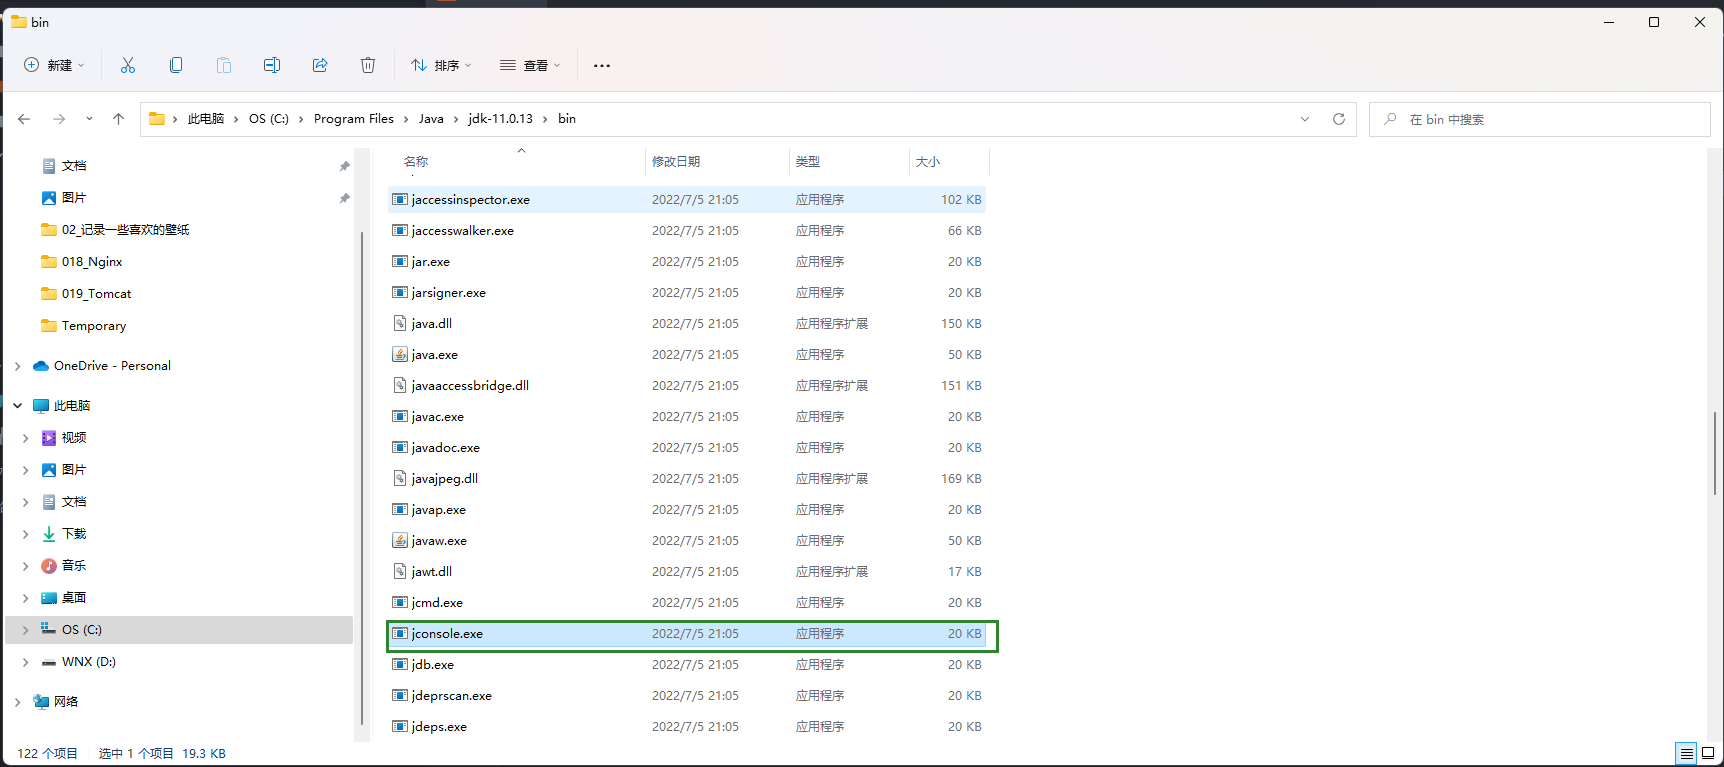 bin
新建
排序
查看
此电脑 OS (C:) Program Files Java jdk-11.0.13 bin
在 bin 中搜索
文档
图片
02_记录一些喜欢的壁纸
018_Nginx
019_Tomcat
Temporary
OneDrive - Personal
此电脑
视频
图片
文档
下载
音乐
桌面
OS (C:)
WNX (D:)
网络
名称 修改日期 类型 大小
jaccessinspector.exe 2022/7/5 21:05 应用程序 102 KB
jaccesswalker.exe 2022/7/5 21:05 应用程序 66 KB
jar.exe 2022/7/5 21:05 应用程序 20 KB
jarsigner.exe 2022/7/5 21:05 应用程序 20 KB
java.dll 2022/7/5 21:05 应用程序扩展 150 KB
java.exe 2022/7/5 21:05 应用程序 50 KB
javaaccessbridge.dll 2022/7/5 21:05 应用程序扩展 151 KB
javac.exe 2022/7/5 21:05 应用程序 20 KB
javadoc.exe 2022/7/5 21:05 应用程序 20 KB
javajpeg.dll 2022/7/5 21:05 应用程序扩展 169 KB
javap.exe 2022/7/5 21:05 应用程序 20 KB
javaw.exe 2022/7/5 21:05 应用程序 50 KB
jawt.dll 2022/7/5 21:05 应用程序扩展 17 KB
jcmd.exe 2022/7/5 21:05 应用程序 20 KB
jconsole.exe 2022/7/5 21:05 应用程序 20 KB
jdb.exe 2022/7/5 21:05 应用程序 20 KB
jdeprscan.exe 2022/7/5 21:05 应用程序 20 KB
jdeps.exe 2022/7/5 21:05 应用程序 20 KB
122 个项目 选中 1 个项目 19.3 KB